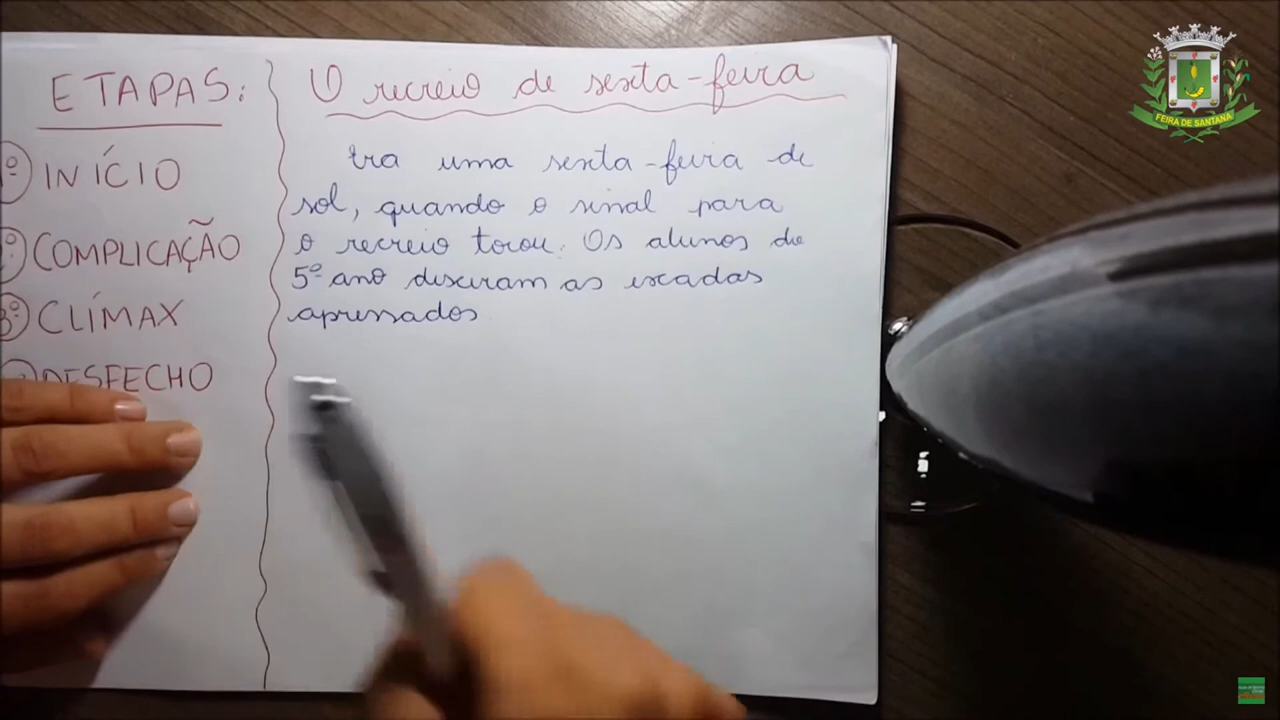 ETAPAS:
1º INÍCIO
2º COMPLICAÇÃO
3º CLÍMAX
DESFECHO
O recreio de sexta-feira
Era uma sexta-feira de
sol, quando o sinal para
o recreio tocou. Os alunos do
5º ano desceram as escadas
apressados
FEIRA DE SANTANA